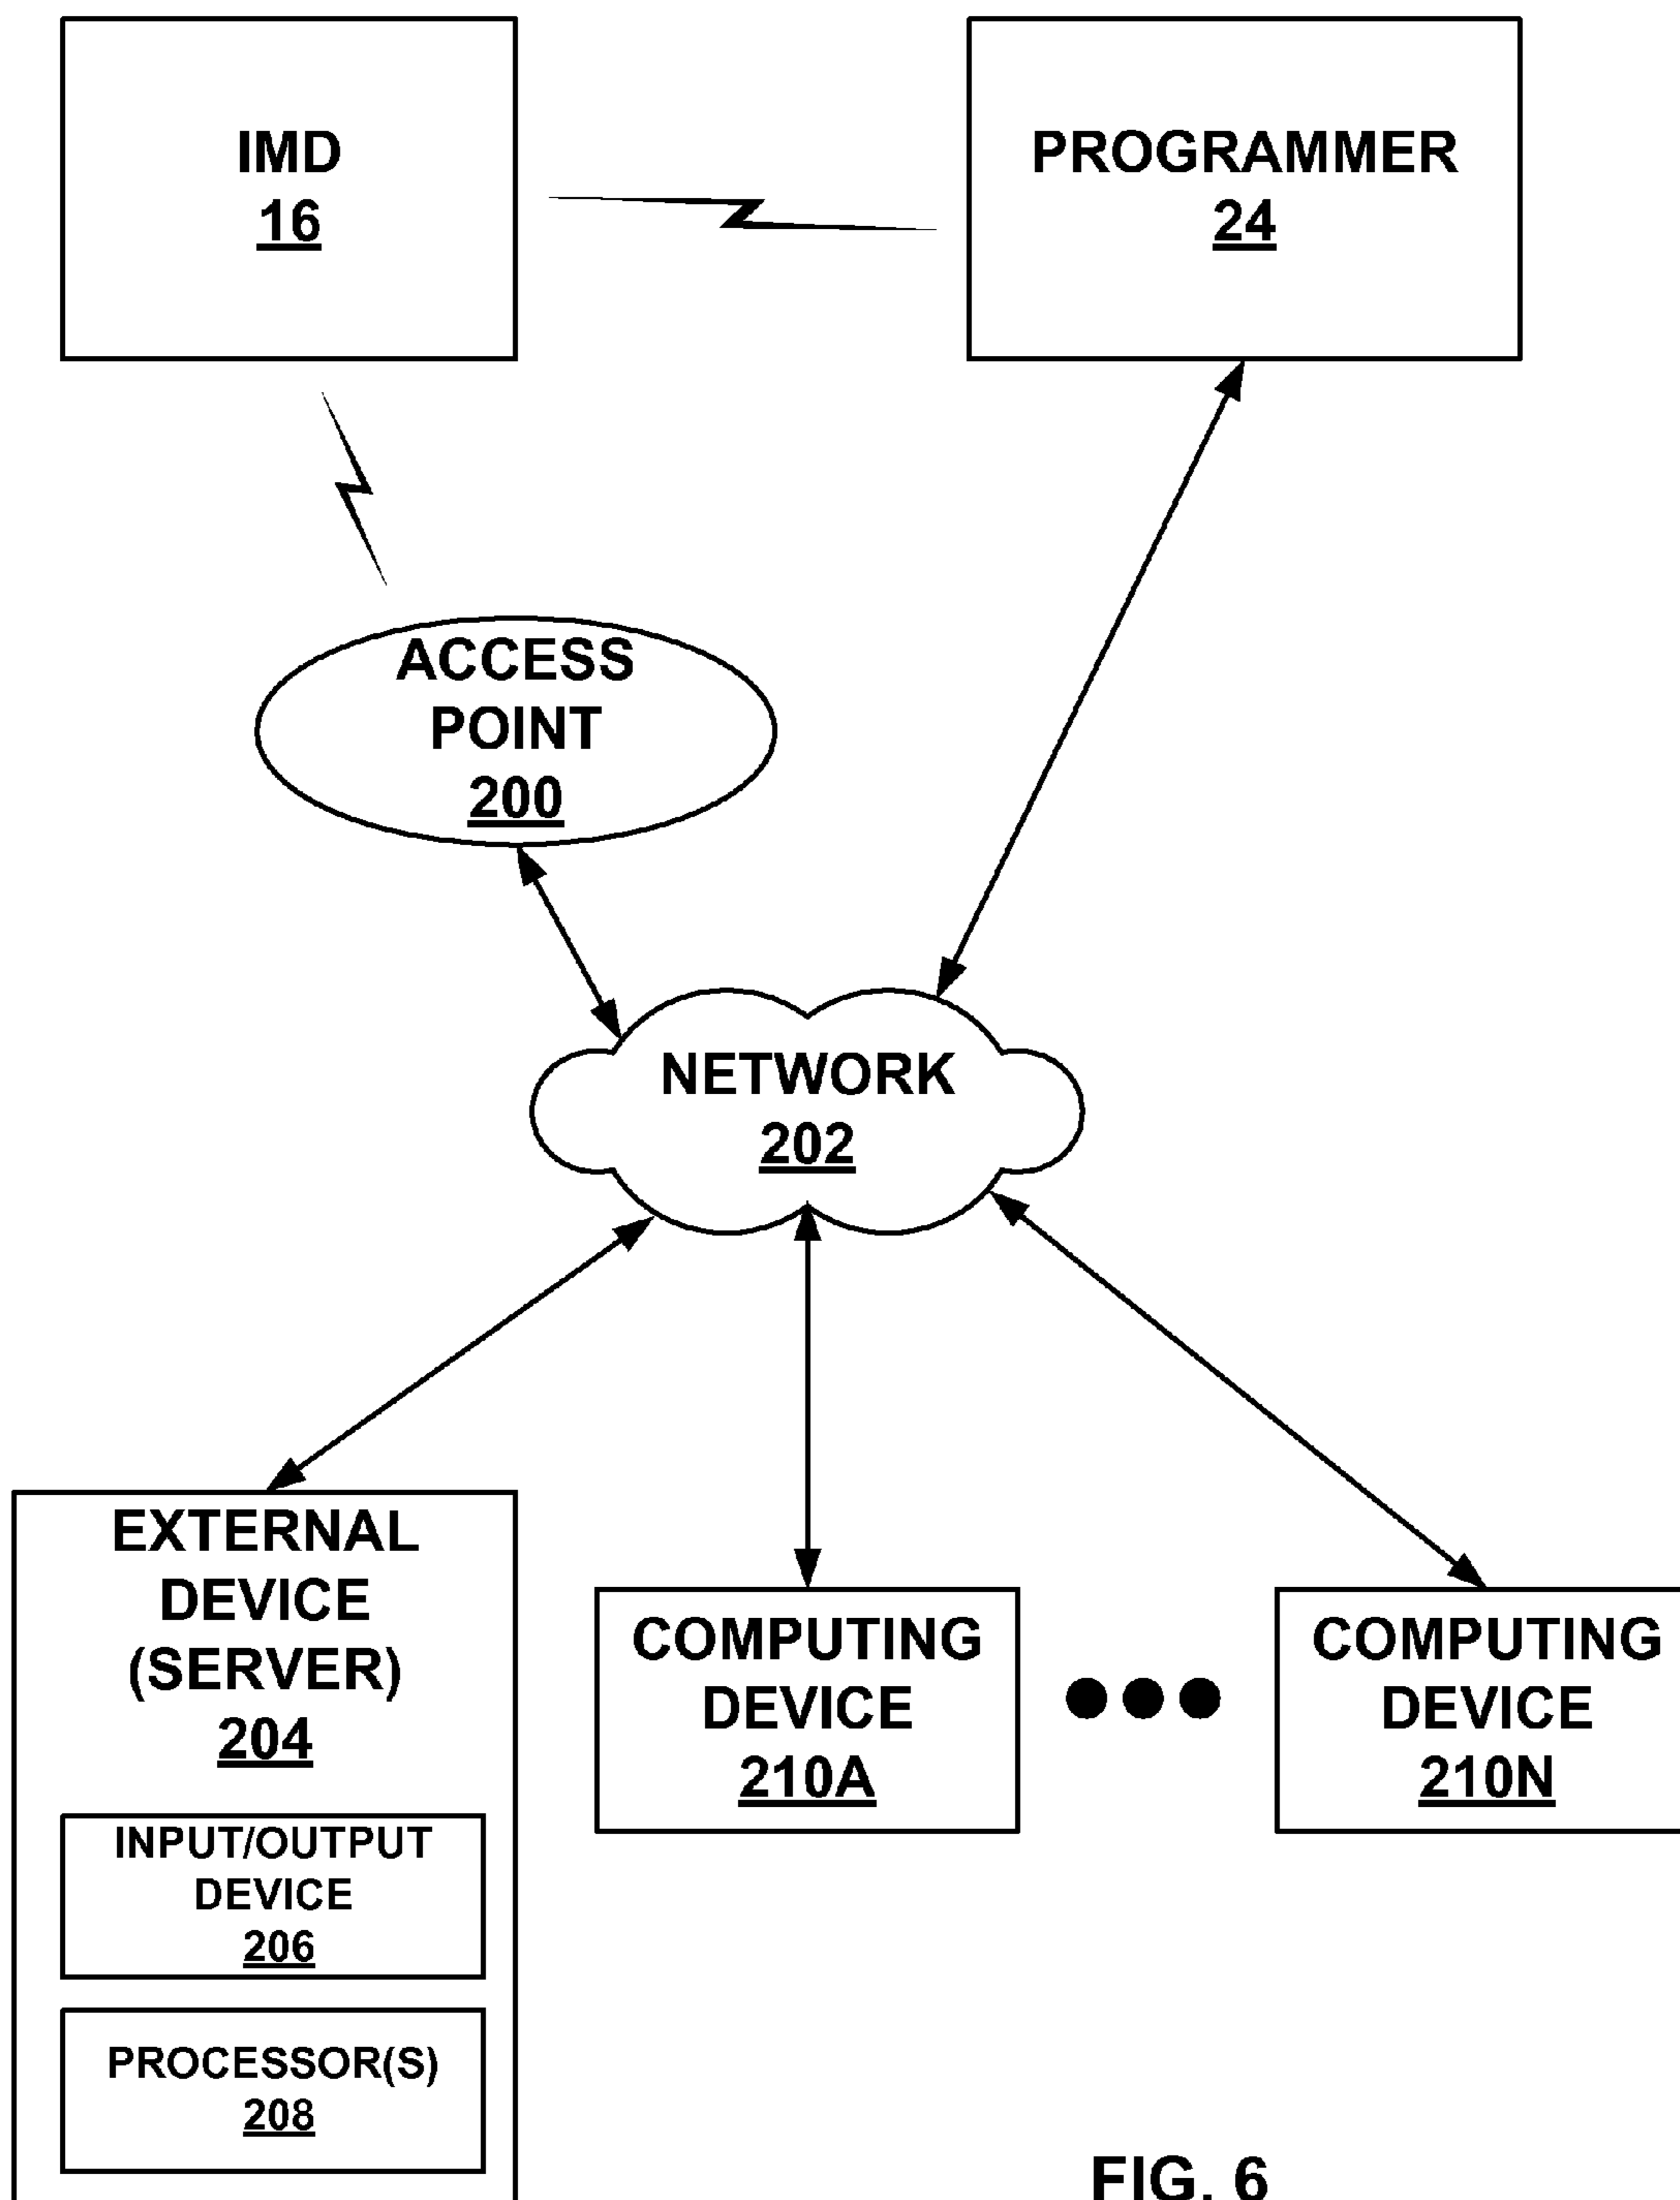 IMD
16
PROGRAMMER
24
ACCESS
POINT
200
NETWORK
202
EXTERNAL
DEVICE
(SERVER)
204
INPUT/OUTPUT
DEVICE
206
PROCESSOR(S)
208
COMPUTING
DEVICE
210A
COMPUTING
DEVICE
210N
FIG. 6